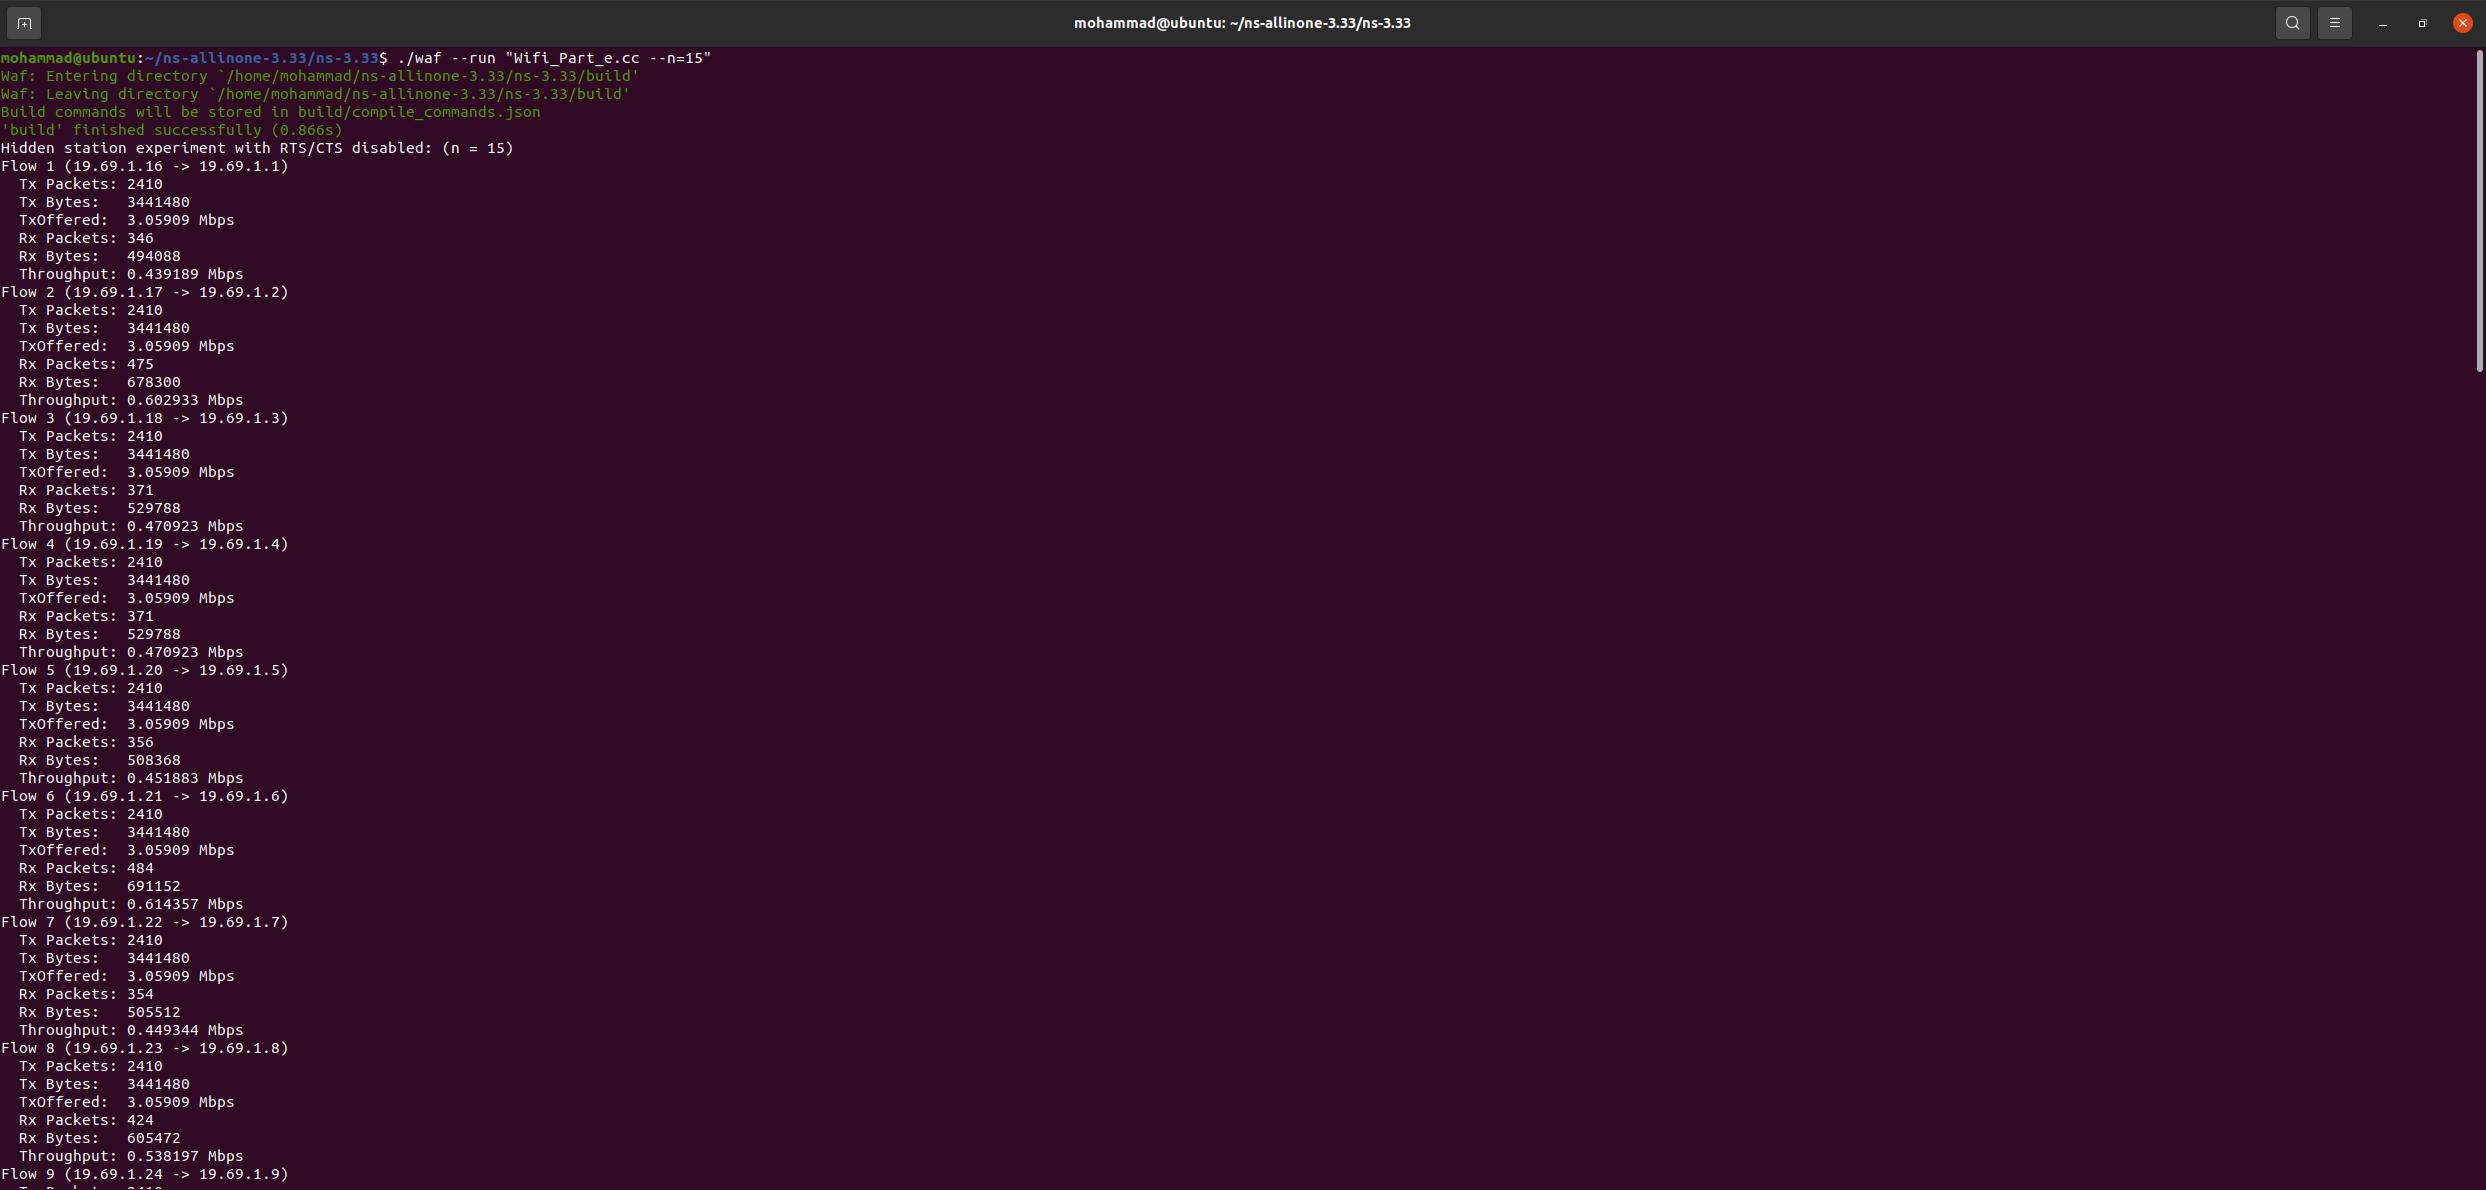 mohammad@ubuntu: ~/ns-allinone-3.33/ns-3.33
mohammad@ubuntu:~/ns-allinone-3.33/ns-3.33$ ./waf --run "Wifi_Part_e.cc --n=15"
Waf: Entering directory `/home/mohammad/ns-allinone-3.33/ns-3.33/build'
Waf: Leaving directory `/home/mohammad/ns-allinone-3.33/ns-3.33/build'
Build commands will be stored in build/compile_commands.json
'build' finished successfully (0.866s)
Hidden station experiment with RTS/CTS disabled: (n = 15)
Flow 1 (19.69.1.16 -> 19.69.1.1)
  Tx Packets: 2410
  Tx Bytes:   3441480
  TxOffered:  3.05909 Mbps
  Rx Packets: 346
  Rx Bytes:   494088
  Throughput: 0.439189 Mbps
Flow 2 (19.69.1.17 -> 19.69.1.2)
  Tx Packets: 2410
  Tx Bytes:   3441480
  TxOffered:  3.05909 Mbps
  Rx Packets: 475
  Rx Bytes:   678300
  Throughput: 0.602933 Mbps
Flow 3 (19.69.1.18 -> 19.69.1.3)
  Tx Packets: 2410
  Tx Bytes:   3441480
  TxOffered:  3.05909 Mbps
  Rx Packets: 371
  Rx Bytes:   529788
  Throughput: 0.470923 Mbps
Flow 4 (19.69.1.19 -> 19.69.1.4)
  Tx Packets: 2410
  Tx Bytes:   3441480
  TxOffered:  3.05909 Mbps
  Rx Packets: 371
  Rx Bytes:   529788
  Throughput: 0.470923 Mbps
Flow 5 (19.69.1.20 -> 19.69.1.5)
  Tx Packets: 2410
  Tx Bytes:   3441480
  TxOffered:  3.05909 Mbps
  Rx Packets: 356
  Rx Bytes:   508368
  Throughput: 0.451883 Mbps
Flow 6 (19.69.1.21 -> 19.69.1.6)
  Tx Packets: 2410
  Tx Bytes:   3441480
  TxOffered:  3.05909 Mbps
  Rx Packets: 484
  Rx Bytes:   691152
  Throughput: 0.614357 Mbps
Flow 7 (19.69.1.22 -> 19.69.1.7)
  Tx Packets: 2410
  Tx Bytes:   3441480
  TxOffered:  3.05909 Mbps
  Rx Packets: 354
  Rx Bytes:   505512
  Throughput: 0.449344 Mbps
Flow 8 (19.69.1.23 -> 19.69.1.8)
  Tx Packets: 2410
  Tx Bytes:   3441480
  TxOffered:  3.05909 Mbps
  Rx Packets: 424
  Rx Bytes:   605472
  Throughput: 0.538197 Mbps
Flow 9 (19.69.1.24 -> 19.69.1.9)